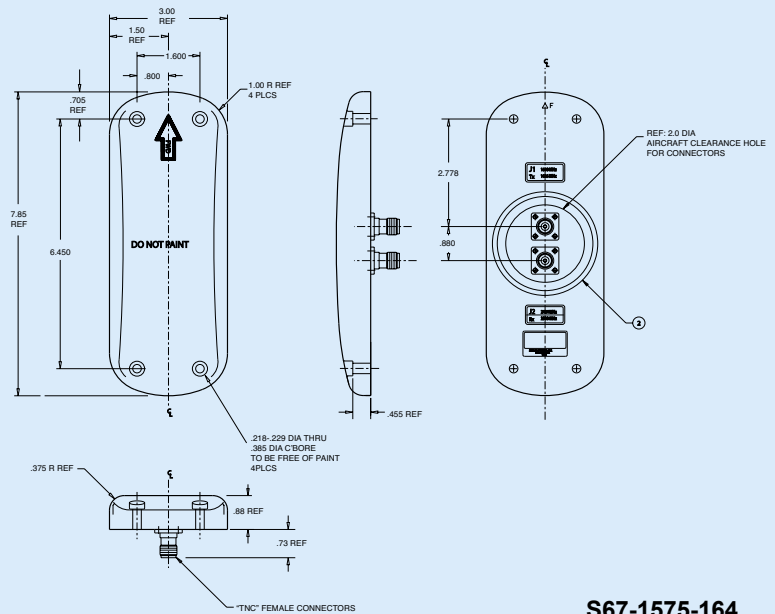 3.00
REF
1.50
REF
1.600
.800
.705
REF
1.00 R REF
4 PLCS
FWD
7.85
REF
6.450
DO NOT PAINT
.218-.229 DIA THRU
.385 DIA C'BORE
TO BE FREE OF PAINT
4PLCS
.455 REF
F
2.778
.880
REF: 2.0 DIA
AIRCRAFT CLEARANCE HOLE
FOR CONNECTORS
J1
Tx
J2
Rx
2
.375 R REF
.88 REF
.73 REF
"TNC" FEMALE CONNECTORS
S67-1575-164